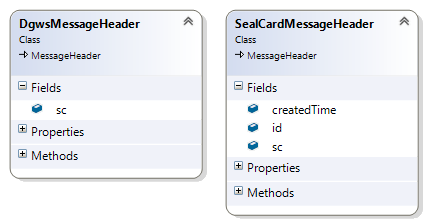 DgwsMessageHeader
Class
MessageHeader
Fields
sc
Properties
Methods
SealCardMessageHeader
Class
MessageHeader
Fields
createdTime
id
sc
Properties
Methods